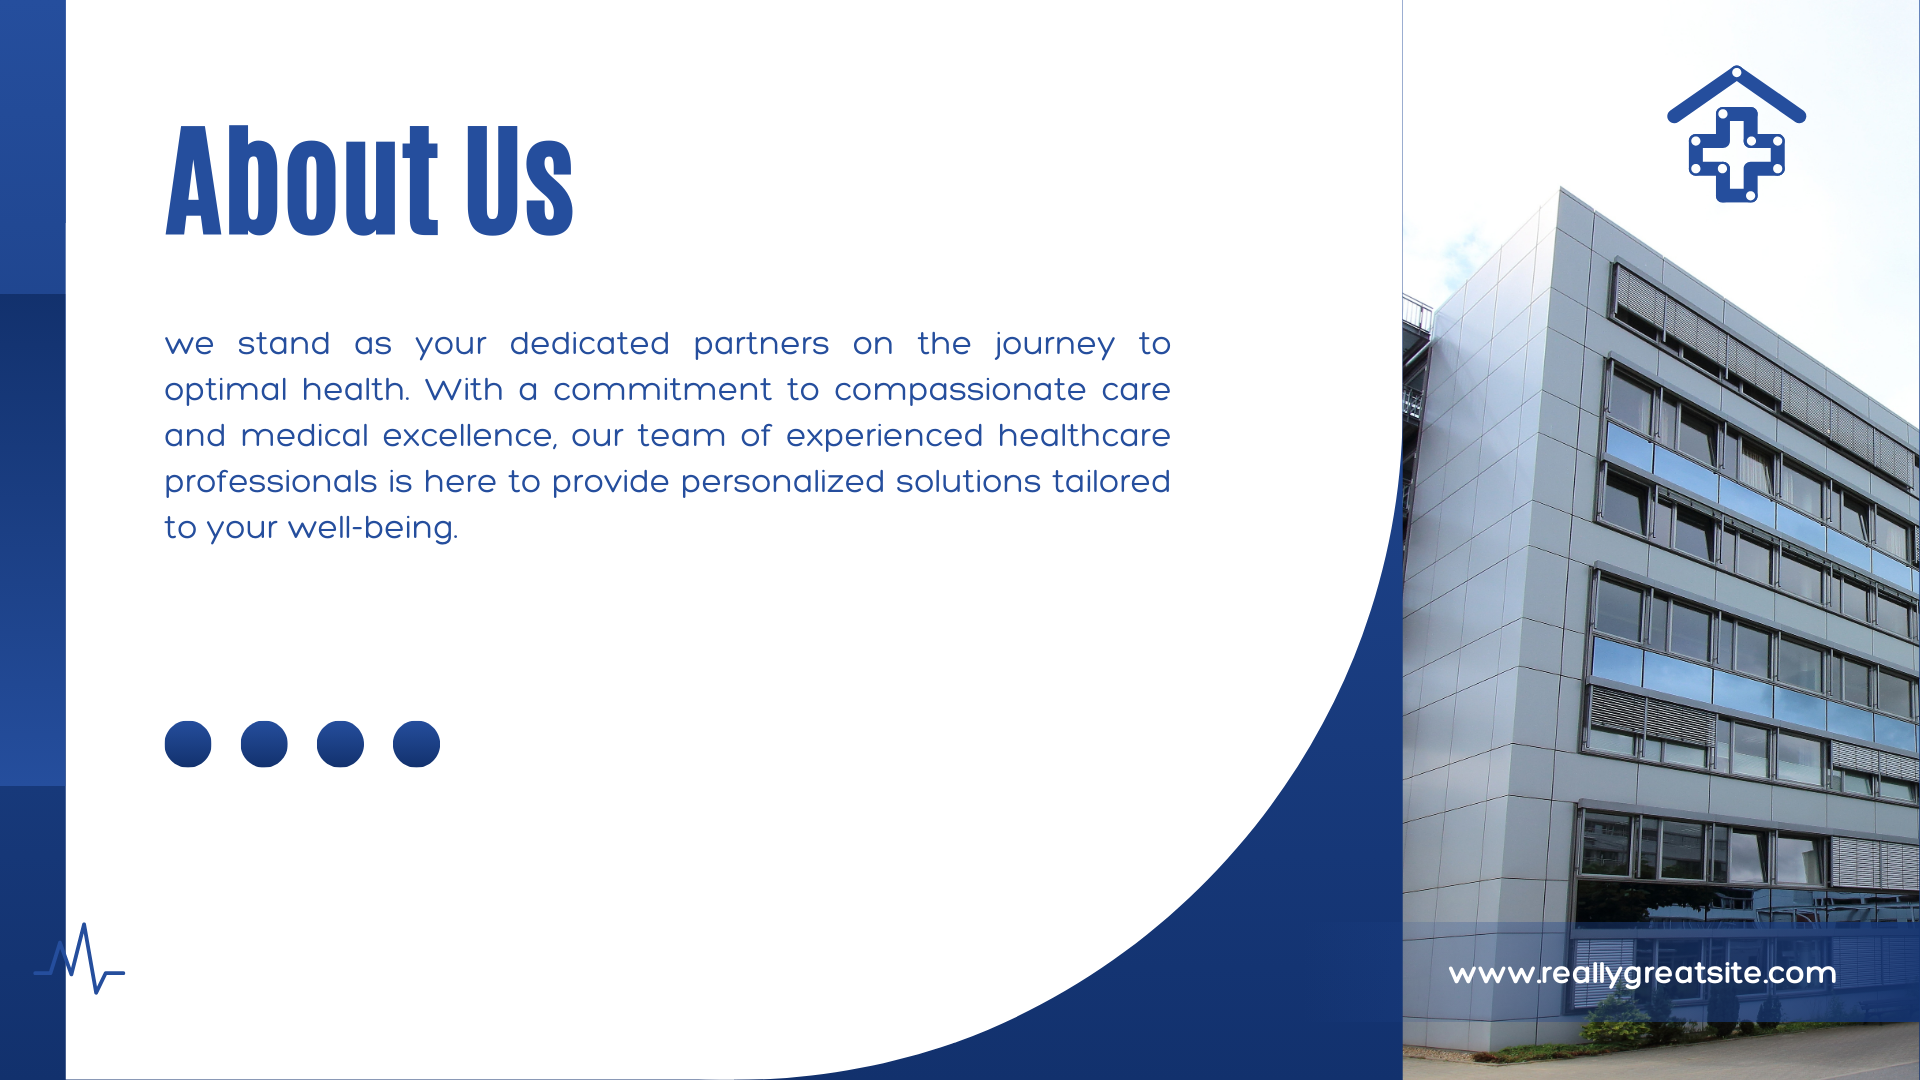 About Us
we stand as your dedicated partners on the journey to
optimal health. With a commitment to compassionate care
and medical excellence, our team of experienced healthcare
professionals is here to provide personalized solutions tailored
to your well-being.
www.reallygreatsite.com